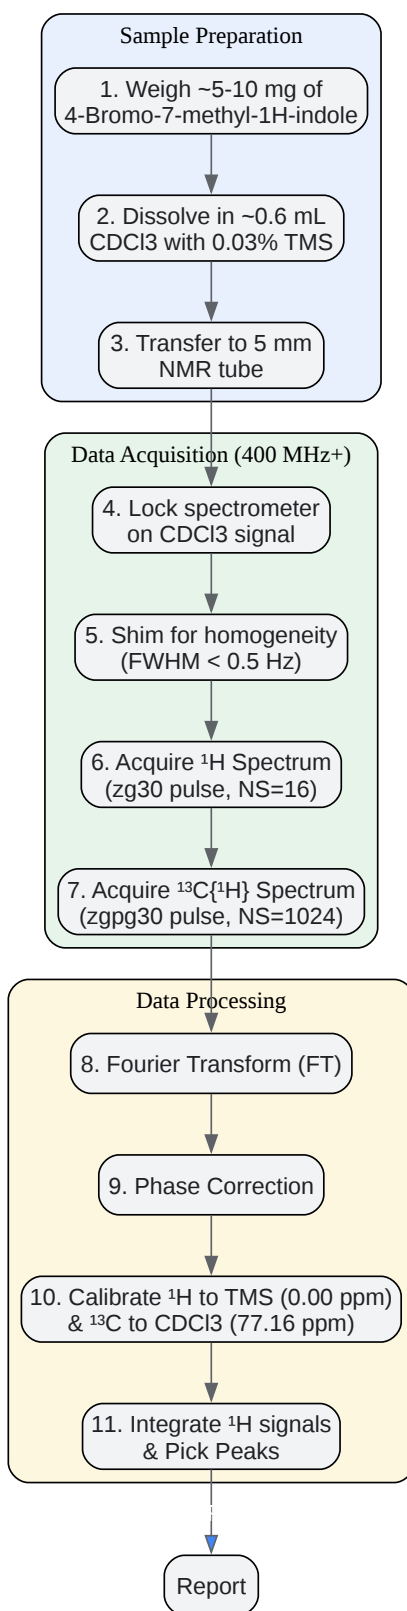 Sample Preparation
1. Weigh ~5-10 mg of
4-Bromo-7-methyl-1H-indole
2. Dissolve in ~0.6 mL
CDCl3 with 0.03% TMS
3. Transfer to 5 mm
NMR tube
Data Acquisition (400 MHz+)
4. Lock spectrometer
on CDCl3 signal
5. Shim for homogeneity
(FWHM < 0.5 Hz)
6. Acquire ¹H Spectrum
(zg30 pulse, NS=16)
7. Acquire ¹³C{¹H} Spectrum
(zgpg30 pulse, NS=1024)
Data Processing
8. Fourier Transform (FT)
9. Phase Correction
10. Calibrate ¹H to TMS (0.00 ppm)
& ¹³C to CDCl3 (77.16 ppm)
11. Integrate ¹H signals
& Pick Peaks
Report